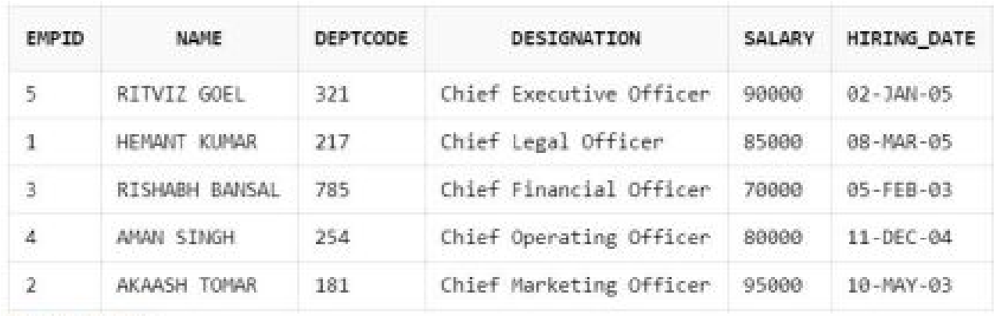 EMPID NAME DEPTCODE DESIGNATION SALARY HIRING_DATE
5 RITVIZ GOEL 321 Chief Executive Officer 90000 02-JAN-05
1 HEMANT KUMAR 217 Chief Legal Officer 85000 08-MAR-05
3 RISHABH BANSAL 785 Chief Financial Officer 70000 05-FEB-03
4 AMAN SINGH 254 Chief Operating Officer 80000 11-DEC-04
2 AKAASH TOMAR 181 Chief Marketing Officer 95000 10-MAY-03